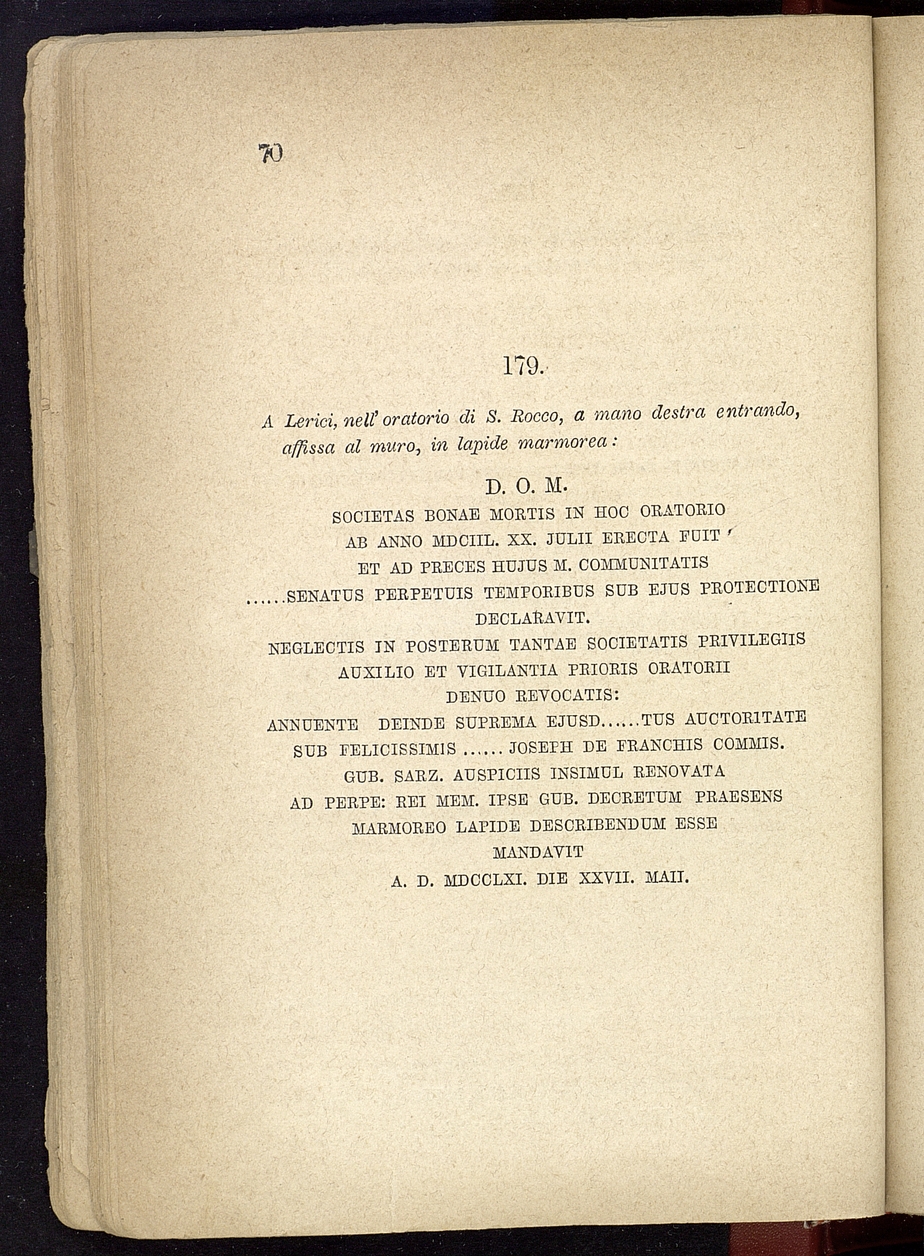 70
179.
A Lerici, nell' oratorio di S. Rocco, a mano destra entrando,
affissa al muro, in lapide marmorea:
D. O. M.
SOCIETAS BONAE MORTIS IN HOC ORATORIO
AB ANNO MDCIIL. XX. JULII ERECTA FUIT
ET AD PRECES HUJUS M. COMMUNITATIS
......SENATUS PERPETUIS TEMPORIBUS SUB EJUS PROTECTIONE
DECLARAVIT.
NEGLECTIS IN POSTERUM TANTAE SOCIETATIS PRIVILEGIIS
AUXILIO ET VIGILANTIA PRIORIS ORATORII
DENUO REVOCATIS:
ANNUENTE DEINDE SUPREMA EJUSD......TUS AUCTORITATE
SUB FELICISSIMIS ...... JOSEPH DE FRANCHIS COMMIS.
GUB. SARZ. AUSPICIIS INSIMUL RENOVATA
AD PERPE: REI MEM. IPSE GUB. DECRETUM PRAESENS
MARMOREO LAPIDE DESCRIBENDUM ESSE
MANDAVIT
A. D. MDCCLXI. DIE XXVII. MAII.